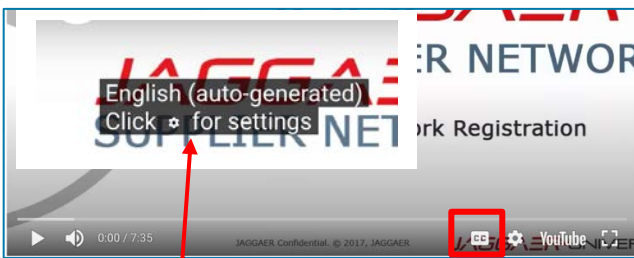 JAGGAE
English (auto-generated)
Click for settings
SUPPLIER NET
ER NETWOR
rk Registration
0:00 / 7:35
JAGGAER Confidential. © 2017, JAGGAER
CC
YouTube